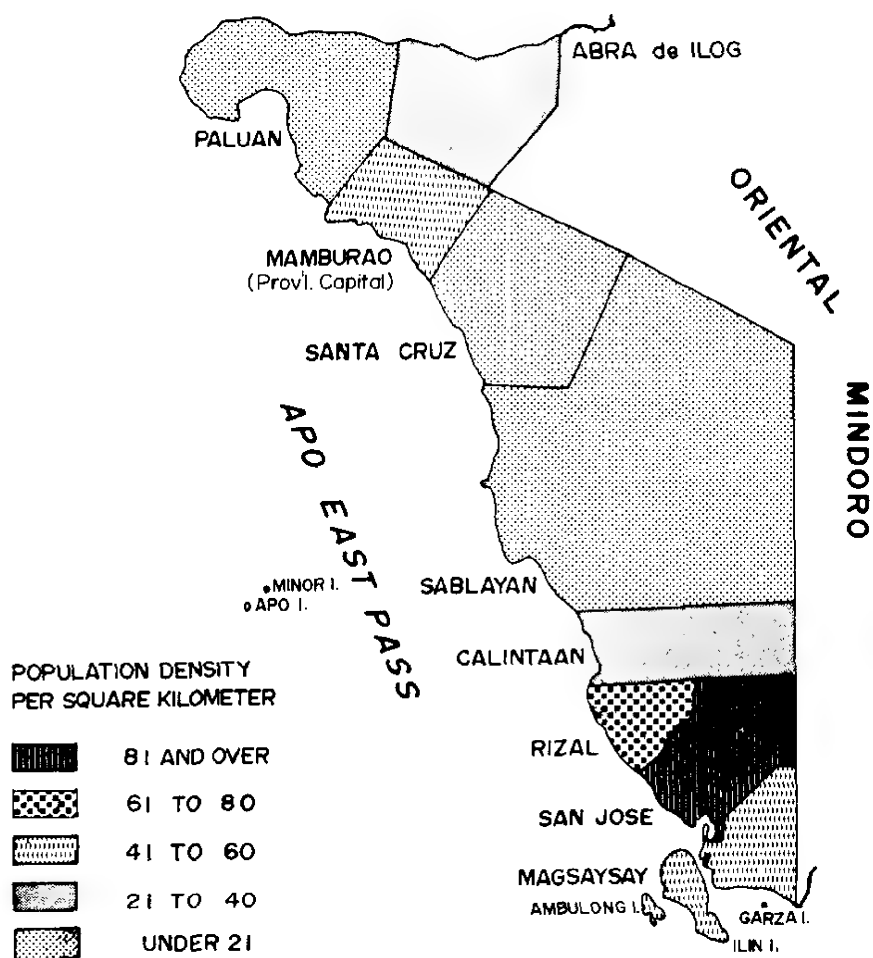 ABRA de ILOG
PALUAN
ORIENTAL
MAMBURAO
(Prov'l. Capital)
SANTA CRUZ
MINDORO
APO EAST PASS
MINOR I.
APO I.
SABLAYAN
CALINTAAN
POPULATION DENSITY
PER SQUARE KILOMETER
81 AND OVER
61 TO 80
41 TO 60
21 TO 40
UNDER 21
RIZAL
SAN JOSE
MAGSAYSAY
AMBULONG I.
GARZA I.
ILIN I.